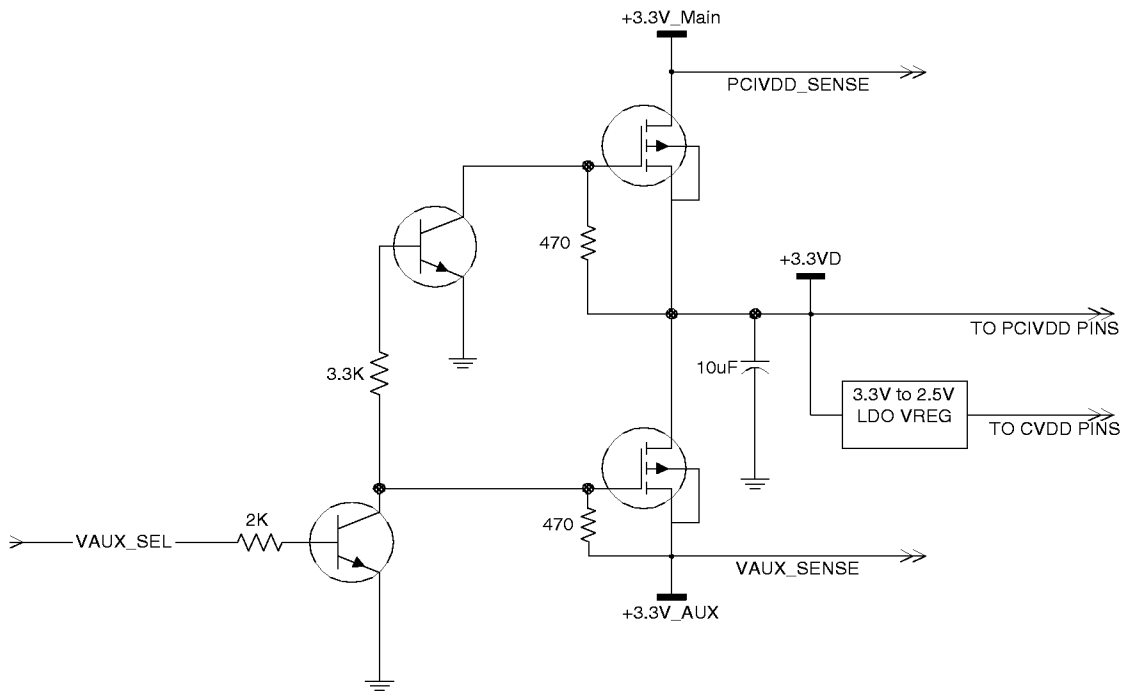 +3.3V_Main
PCIVDD_SENSE
470
+3.3VD
TO PCIVDD PINS
3.3K
10uF
3.3V to 2.5V
LDO VREG
TO CVDD PINS
2K
470
VAUX_SEL
VAUX_SENSE
+3.3V_AUX